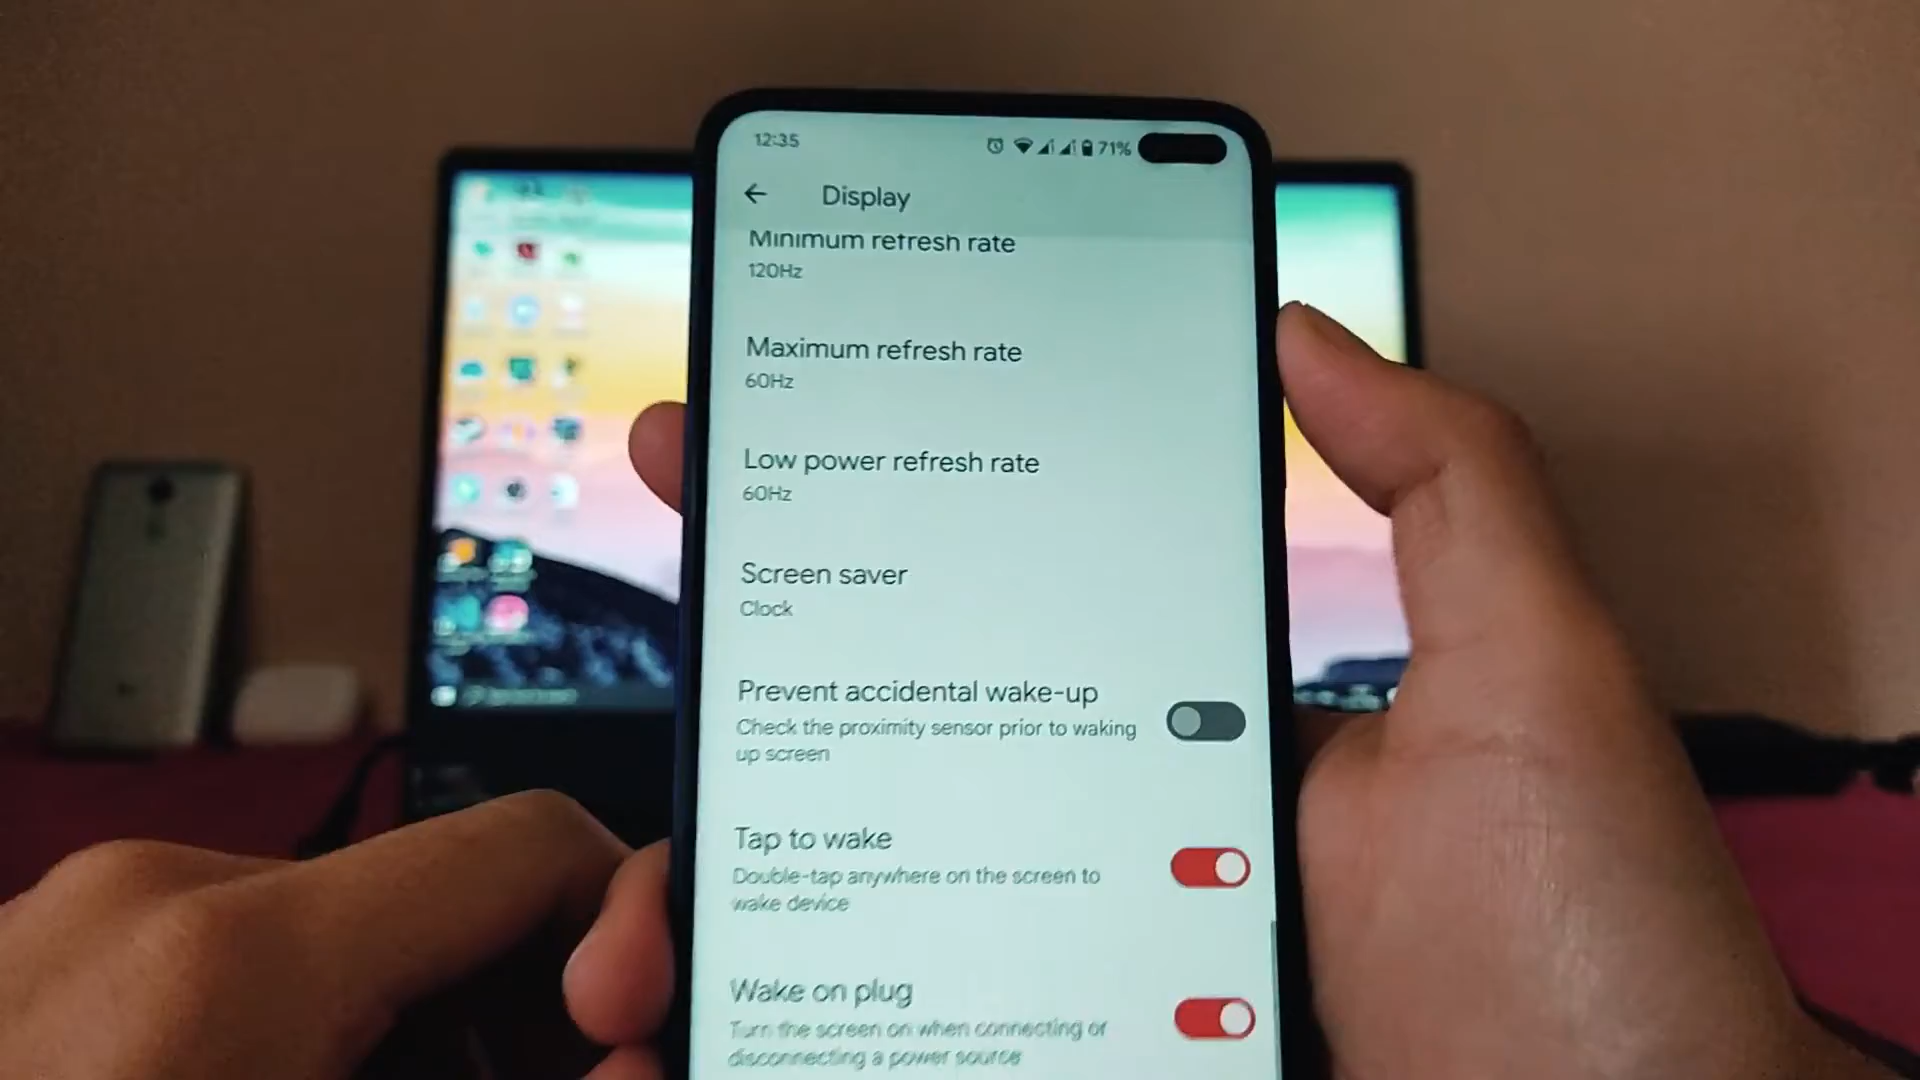 12:35
71%
Display
Minimum refresh rate
120Hz
Maximum refresh rate
60Hz
Low power refresh rate
60Hz
Screen saver
Clock
Prevent accidental wake-up
Check the proximity sensor prior to waking
up screen
Tap to wake
Double-tap anywhere on the screen to
wake device
Wake on plug
Turn the screen on when connecting or
disconnecting a power source